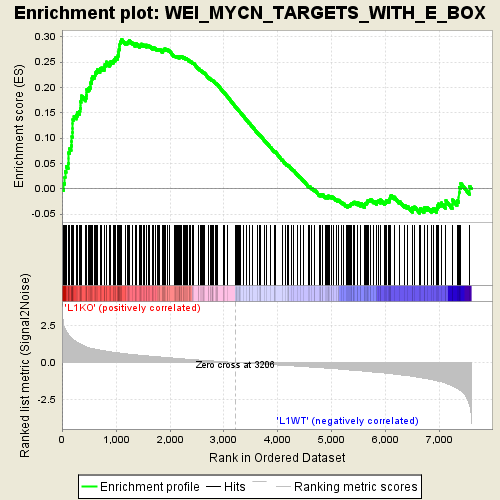 Enrichment plot: WEI_MYCN_TARGETS_WITH_E_BOX
Enrichment score (ES)
0.30
0.25
0.20
0.15
0.10
0.05
0.00
-0.05
'L1KO' (positively correlated)
Ranked list metric (Signal2Noise)
2.5
0.0
-2.5
Zero cross at 3206
'L1WT' (negatively correlated)
0 1,000 2,000 3,000 4,000 5,000 6,000 7,000
Rank in Ordered Dataset
Enrichment profile Hits Ranking metric scores